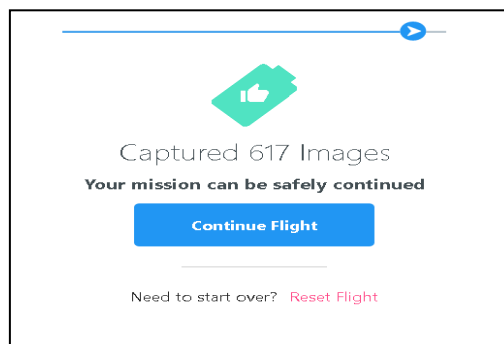 Captured 617 Images
Your mission can be safely continued
Continue Flight
Need to start over? Reset Flight